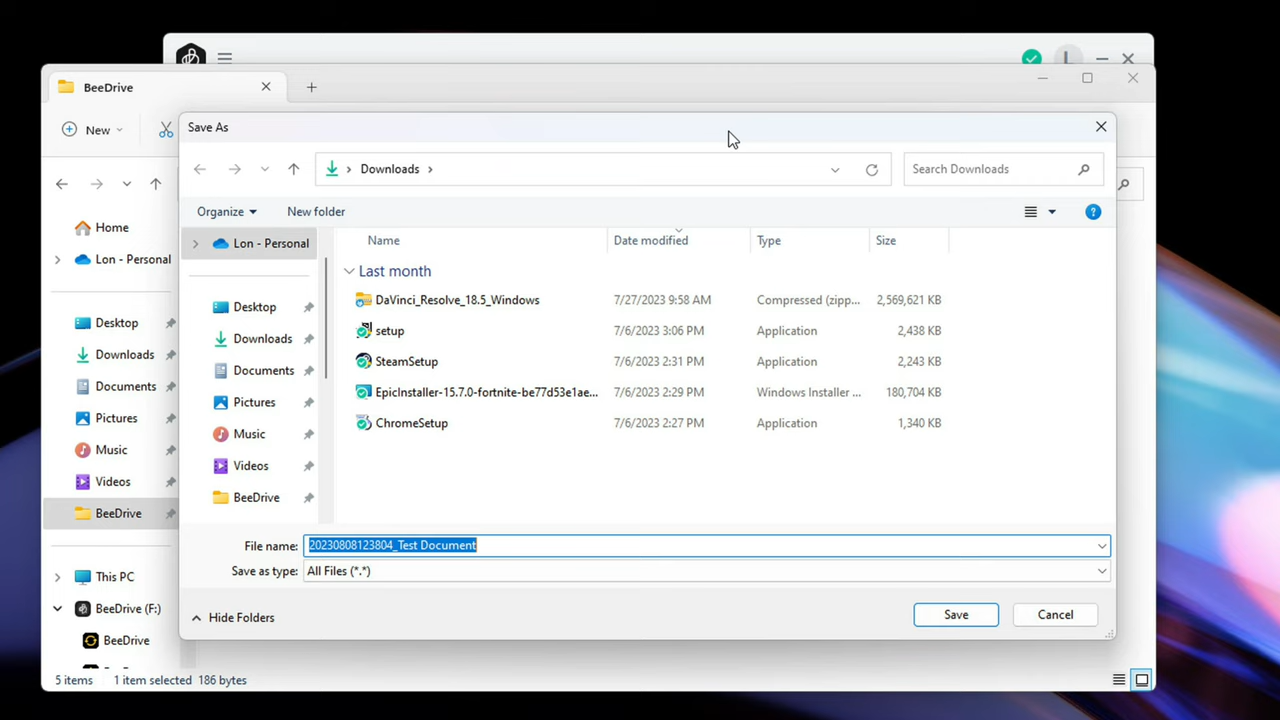 L
BeeDrive
New
Save As
Downloads
Search Downloads
Organize
New folder
Home
Lon - Personal
Desktop
Downloads
Documents
Pictures
Music
Videos
BeeDrive
This PC
BeeDrive (F:)
BeeDrive
Lon - Personal
Desktop
Downloads
Documents
Pictures
Music
Videos
BeeDrive
Name Date modified Type Size
Last month
DaVinci_Resolve_18.5_Windows 7/27/2023 9:58 AM Compressed (zipp... 2,569,621 KB
setup 7/6/2023 3:06 PM Application 2,438 KB
SteamSetup 7/6/2023 2:31 PM Application 2,243 KB
EpicInstaller-15.7.0-fortnite-be77d53e1ae... 7/6/2023 2:29 PM Windows Installer ... 180,704 KB
ChromeSetup 7/6/2023 2:27 PM Application 1,340 KB
File name: 20230808123804_Test Document
Save as type: All Files (*.*)
Hide Folders
Save
Cancel
5 items 1 item selected 186 bytes